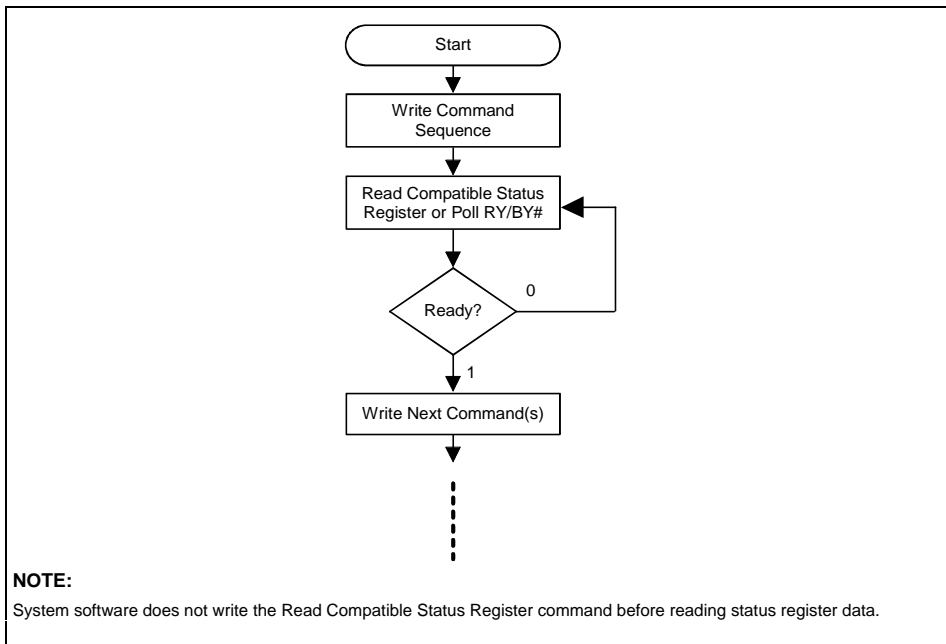 Start
Write Command
Sequence
Read Compatible Status
Register or Poll RY/BY#
0
Ready?
1
Write Next Command(s)
NOTE:
System software does not write the Read Compatible Status Register command before reading status register data.